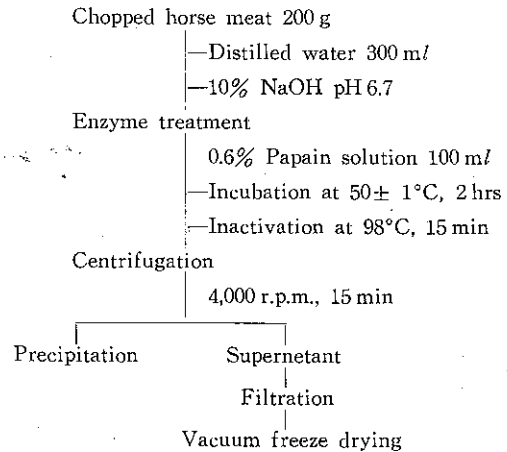 Chopped horse meat 200 g
Distilled water 300 ml
10% NaOH pH 6.7
Enzyme treatment
0.6% Papain solution 100 ml
Incubation at 50± 1°C, 2 hrs
Inactivation at 98°C, 15 min
Centrifugation
4,000 r.p.m., 15 min
Precipitation Supernetant
Filtration
Vacuum freeze drying